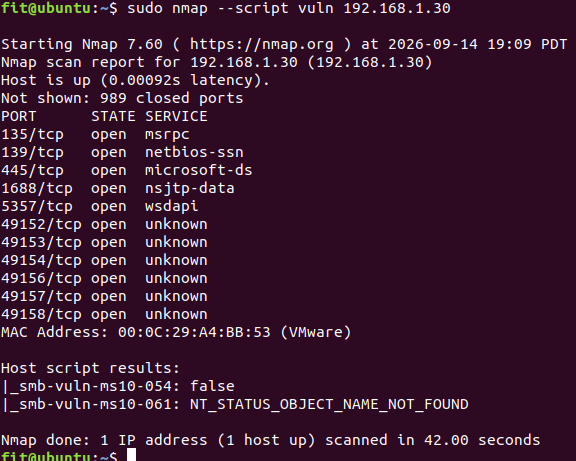 fit@ubuntu:~$ sudo nmap --script vuln 192.168.1.30

Starting Nmap 7.60 ( https://nmap.org ) at 2026-09-14 19:09 PDT
Nmap scan report for 192.168.1.30 (192.168.1.30)
Host is up (0.00092s latency).
Not shown: 989 closed ports
PORT      STATE SERVICE
135/tcp   open  msrpc
139/tcp   open  netbios-ssn
445/tcp   open  microsoft-ds
1688/tcp  open  nsjtp-data
5357/tcp  open  wsdapi
49152/tcp open  unknown
49153/tcp open  unknown
49154/tcp open  unknown
49156/tcp open  unknown
49157/tcp open  unknown
49158/tcp open  unknown
MAC Address: 00:0C:29:A4:BB:53 (VMware)

Host script results:
|_smb-vuln-ms10-054: false
|_smb-vuln-ms10-061: NT_STATUS_OBJECT_NAME_NOT_FOUND

Nmap done: 1 IP address (1 host up) scanned in 42.00 seconds
fit@ubuntu:~$